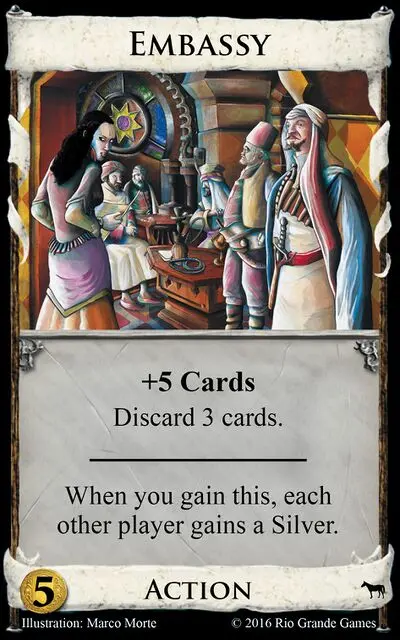 EMBASSY
+5 Cards
Discard 3 cards.
When you gain this, each
other player gains a Silver.
5 ACTION
Illustration: Marco Morte © 2016 Rio Grande Games